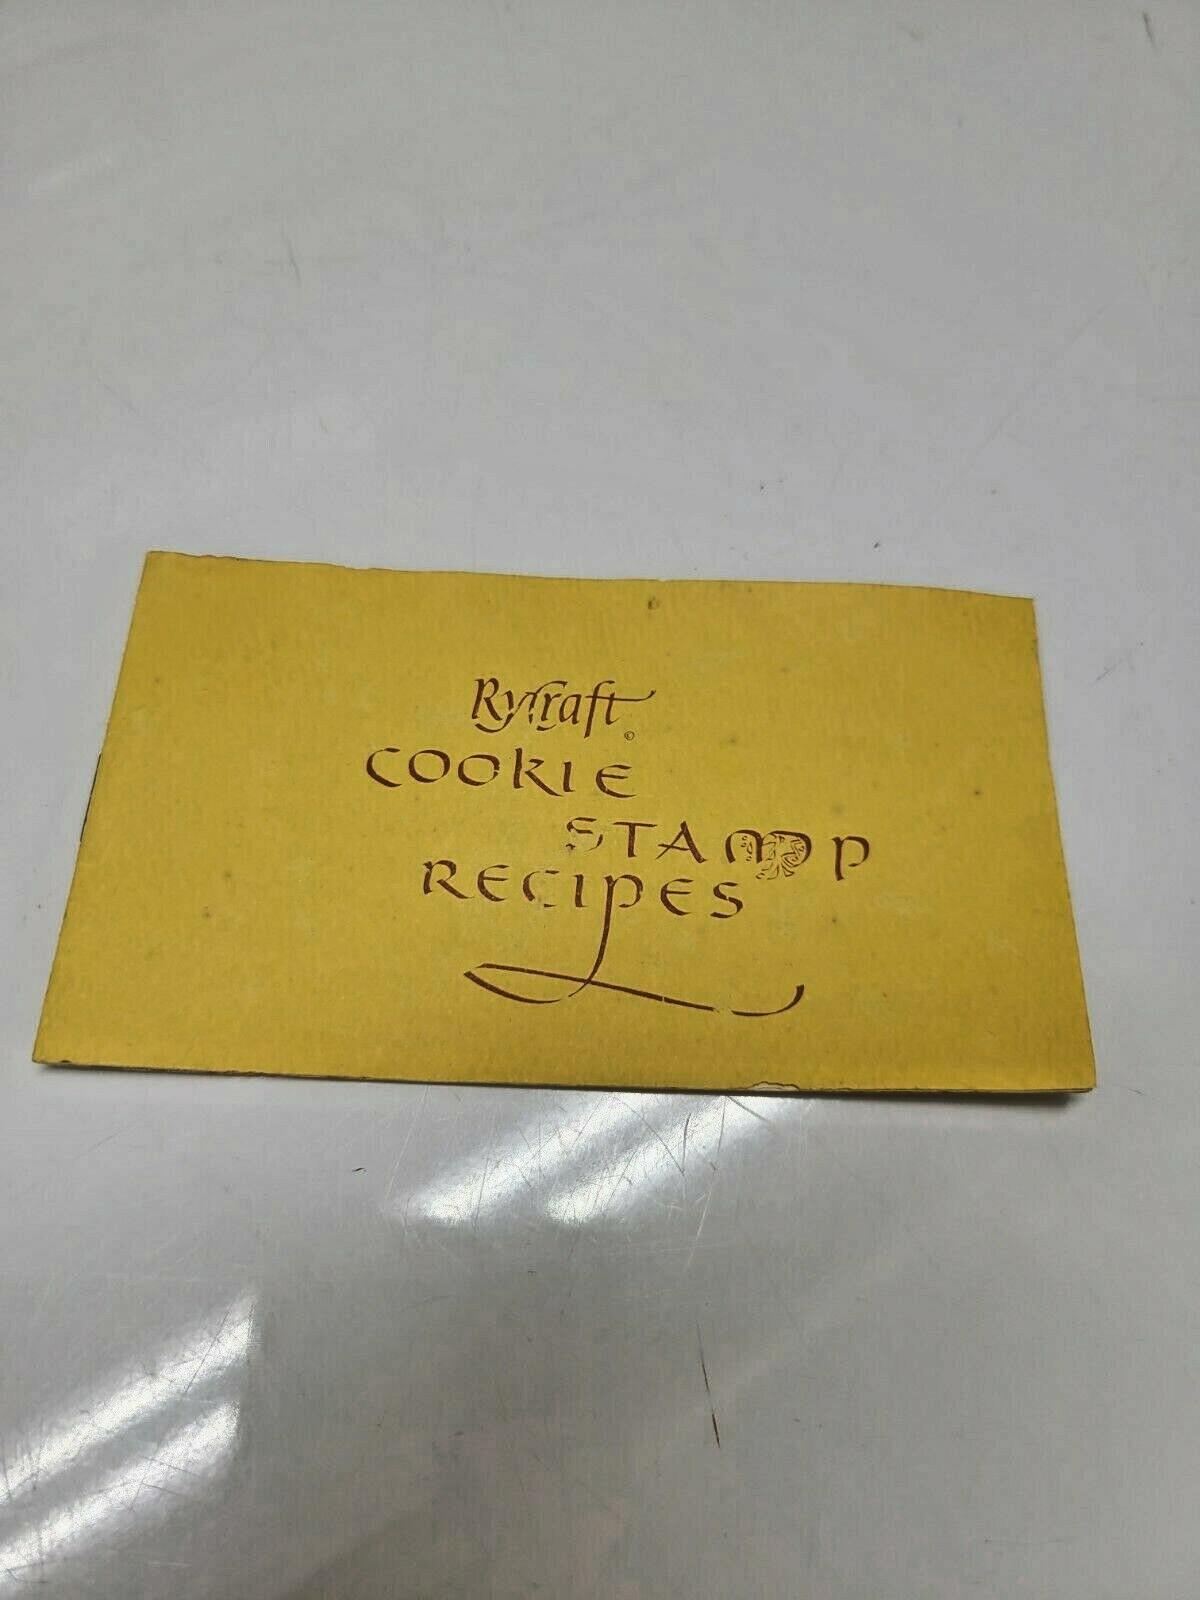 Rycraft
©
COOKIE
STAMP
RECIPES